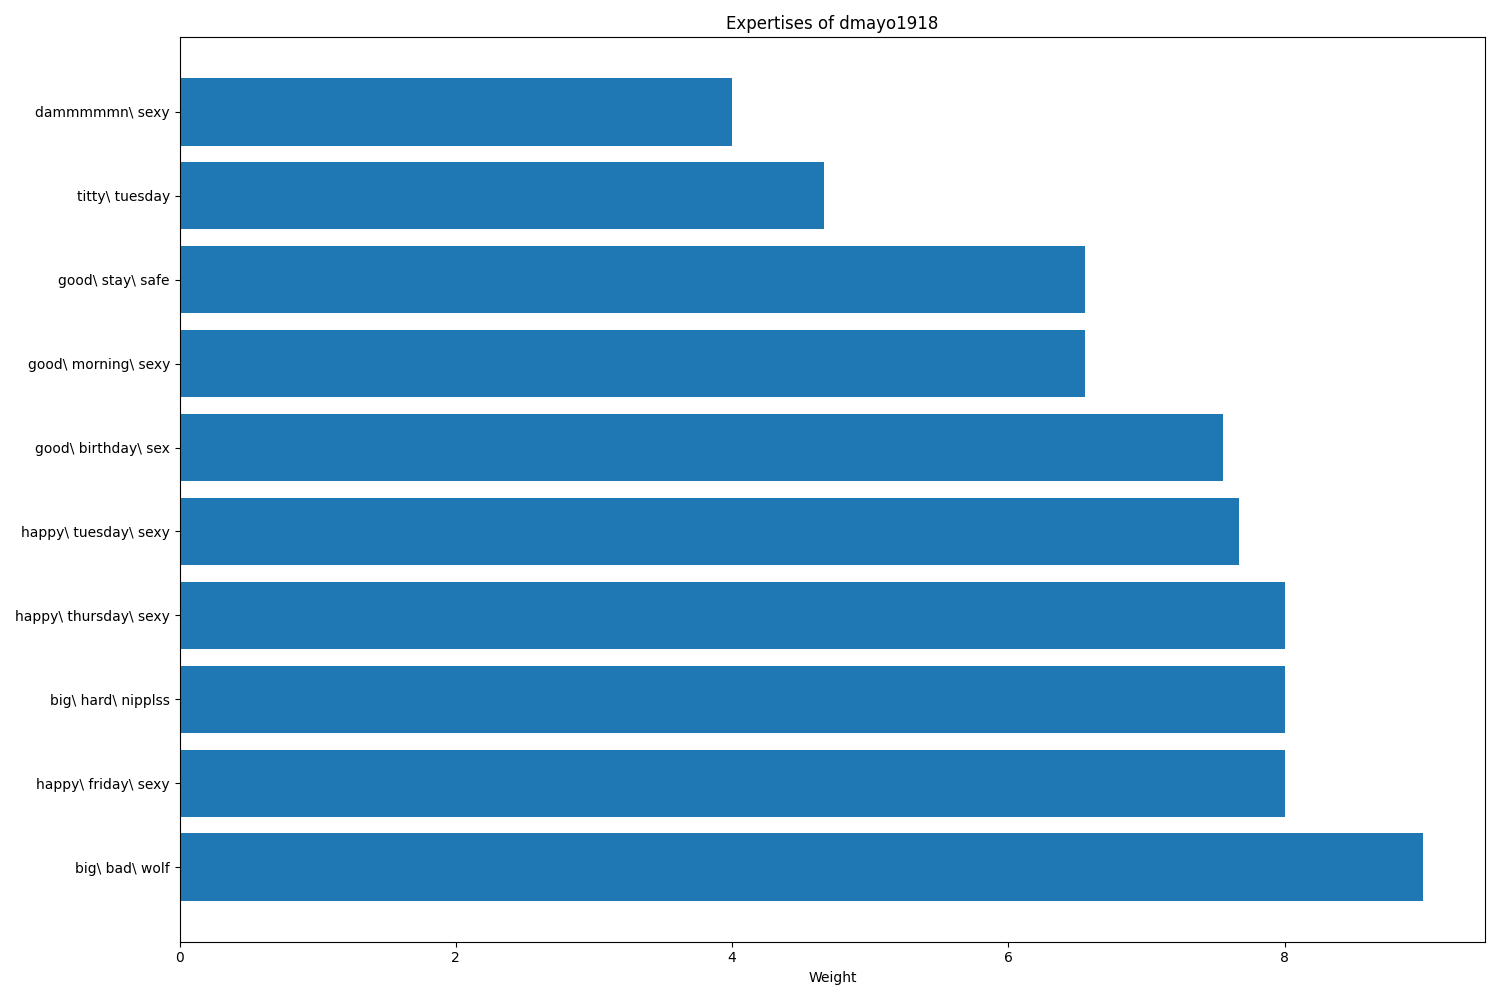 Expertises of dmayo1918
dammmmmn\ sexy
titty\ tuesday
good\ stay\ safe
good\ morning\ sexy
good\ birthday\ sex
happy\ tuesday\ sexy
happy\ thursday\ sexy
big\ hard\ nipplss
happy\ friday\ sexy
big\ bad\ wolf
0 2 4 6 8
Weight